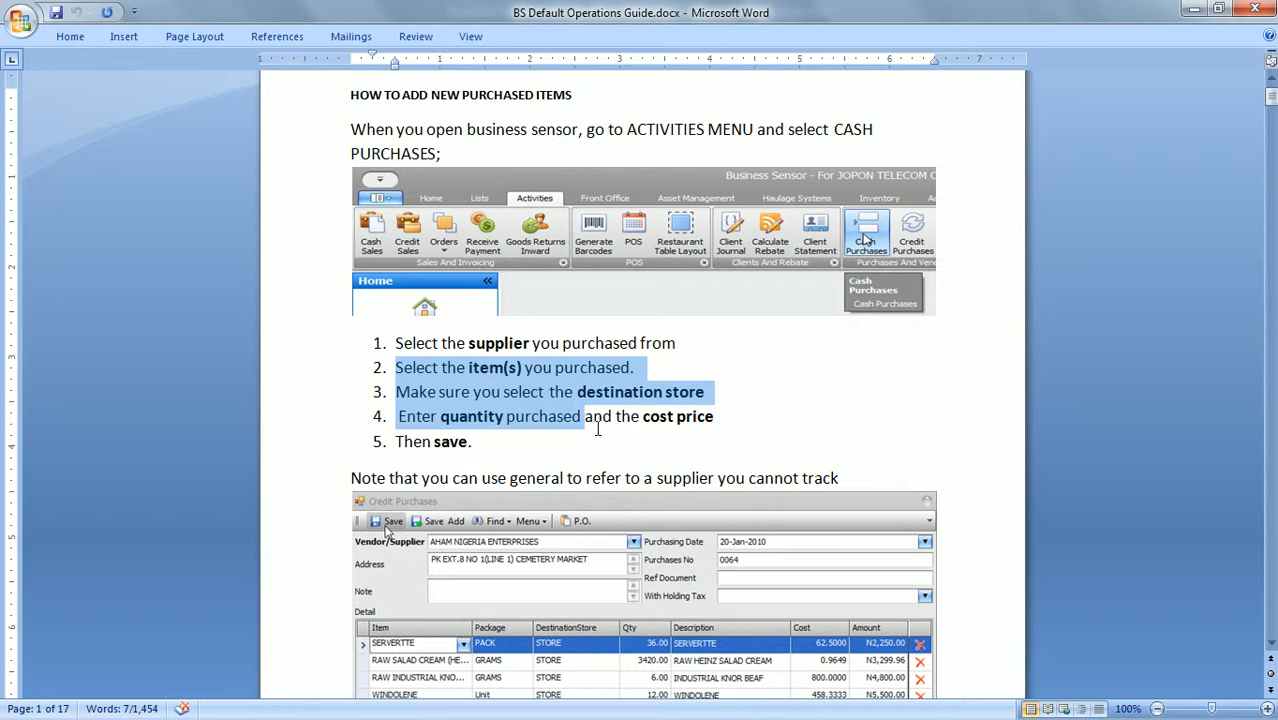 BS Default Operations Guide.docx - Microsoft Word
Home Insert Page Layout References Mailings Review View
L 1 1 2 3 4 5 6 7
HOW TO ADD NEW PURCHASED ITEMS
When you open business sensor, go to ACTIVITIES MENU and select CASH
PURCHASES;
Business Sensor - For JOPON TELECOM C
Home Lists Activities Front Office Asset Management Haulage Systems Inventory
Cash Sales
Credit Sales
Orders
Receive Payment
Goods Returns Inward
Generate Barcodes
POS
Restaurant Table Layout
Client Journal
Calculate Rebate
Client Statement
Cash Purchases
Credit Purchases
Sales And Invoicing POS Clients And Rebate Purchases And Ven
Home «
Cash
Purchases
Cash Purchases
1. Select the supplier you purchased from
2. Select the item(s) you purchased.
3. Make sure you select the destination store
4. Enter quantity purchased and the cost price
5. Then save.
Note that you can use general to refer to a supplier you cannot track
Credit Purchases
Save Save Add Find Menu P.O.
Vendor/Supplier AHAM NIGERIA ENTERPRISES Purchasing Date 20-Jan-2010
Address PK EXT.8 NO 1(LINE 1) CEMETERY MARKET Purchases No 0064
Ref Document
Note With Holding Tax
Detail
Item Package DestinationStore Qty Description Cost Amount
SERVERTTE PACK STORE 36.00 SERVERTTE 62.5000 N2,250.00
RAW SALAD CREAM (HE... GRAMS STORE 3420.00 RAW HEINZ SALAD CREAM 0.9649 N3,299.96
RAW INDUSTRIAL KNO... GRAMS STORE 6.00 INDUSTRIAL KNOR BEAF 800.0000 N4,800.00
WINDOLENE Unit STORE 12.00 WINDOLENE 458.3333 N5,500.00
Page: 1 of 17 Words: 7/1,454 100%